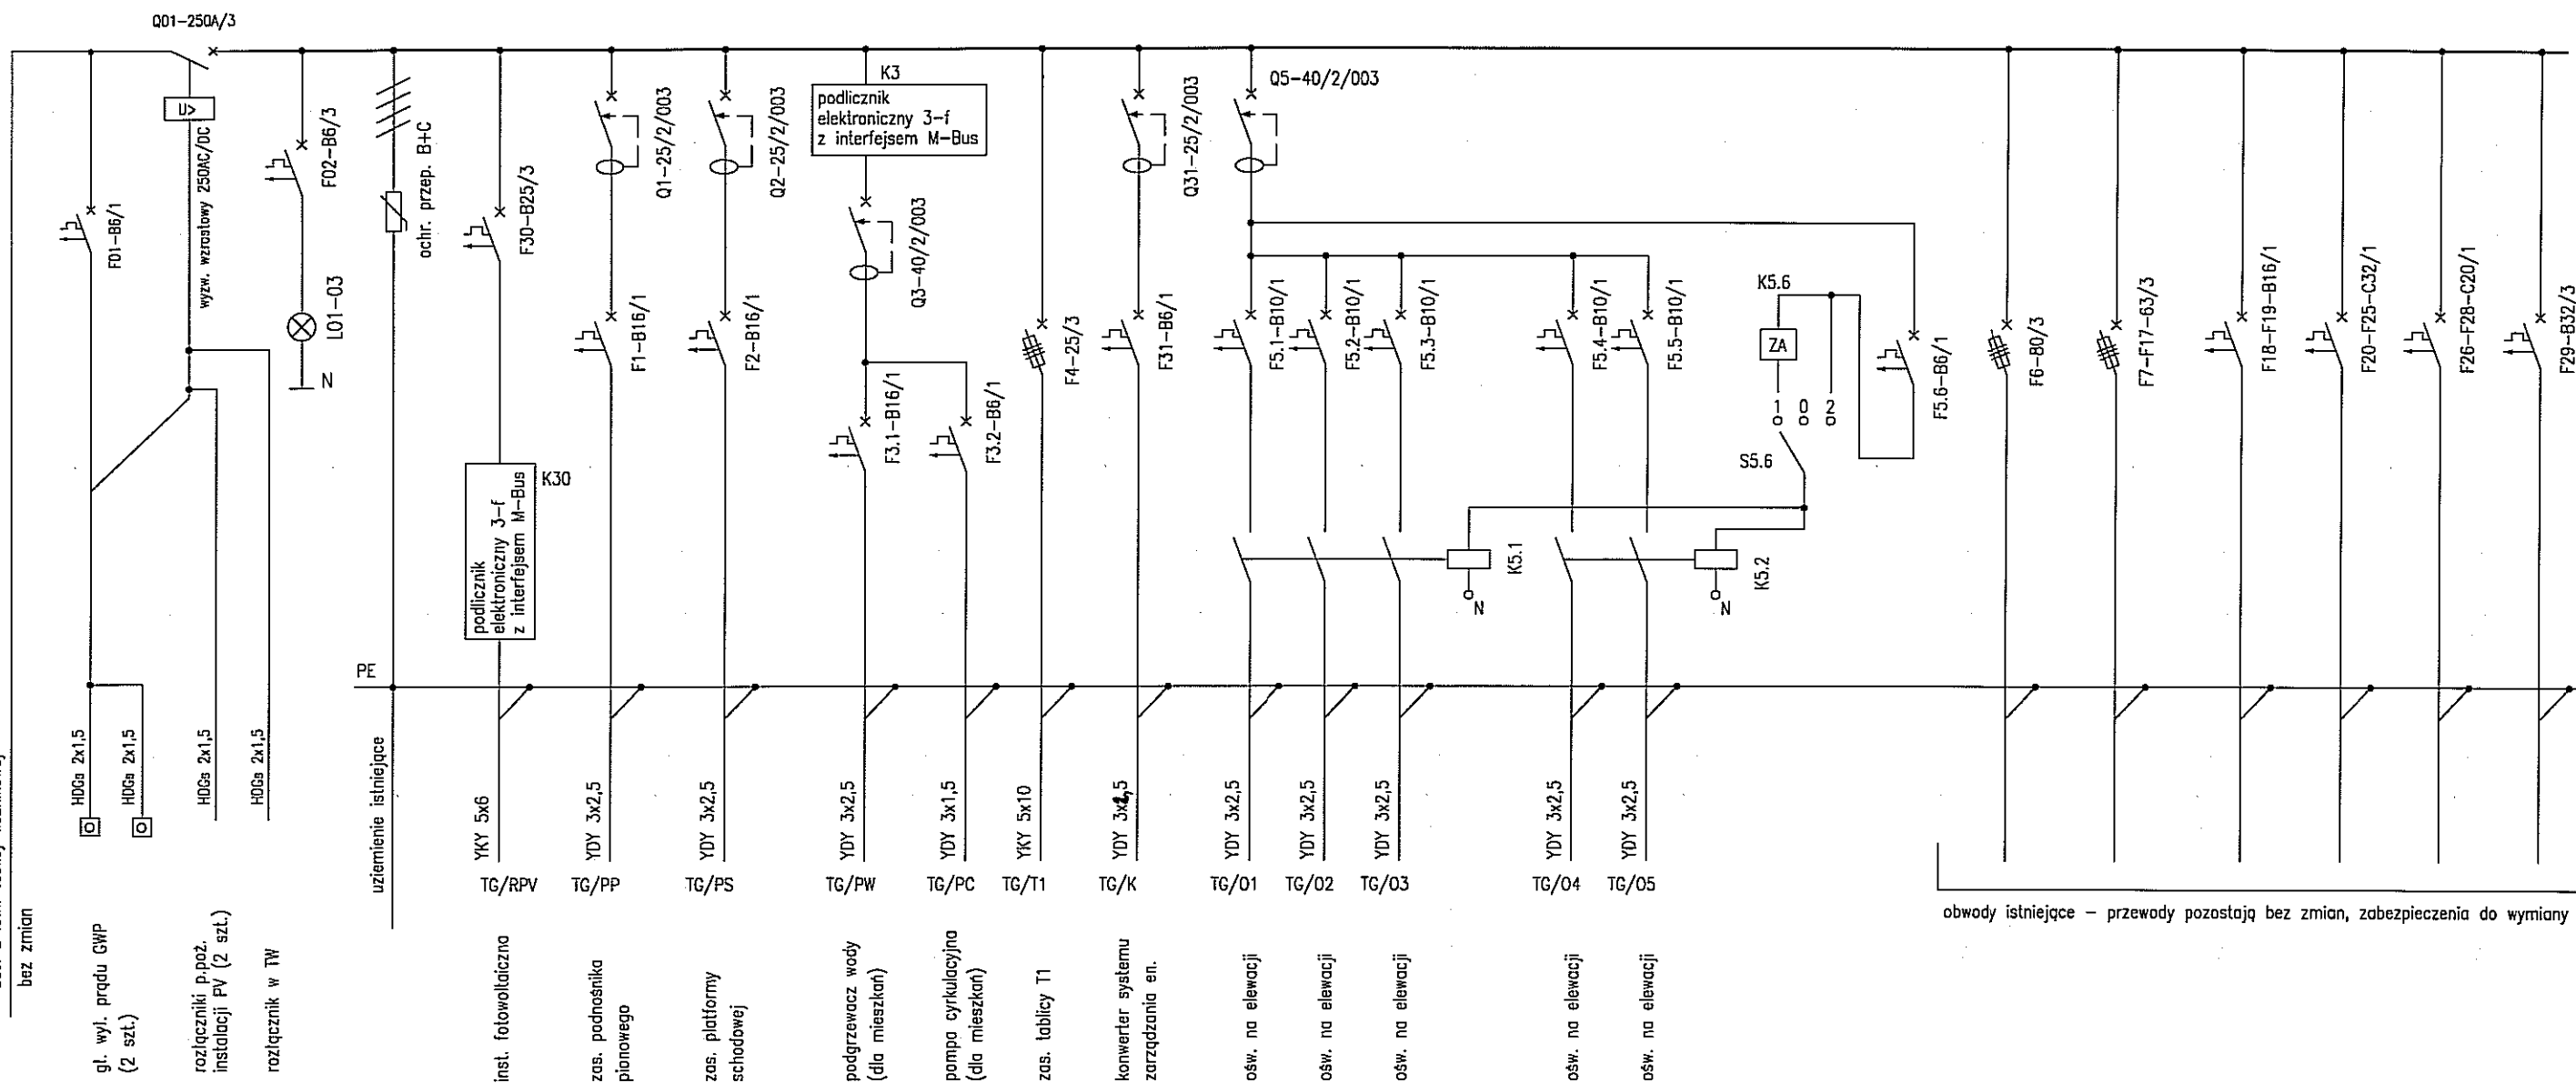 Q01-250A/3
U>
wyzw. wzrostowy 250AC/DC
F01-B6/1
F02-B6/3
L01-03
N
ochr. przep. B+C
F30-B25/3
K30
podlicznik
elektroniczny 3-f
z interfejsem M-Bus
Q1-25/2/003
F1-B16/1
Q2-25/2/003
F2-B16/1
K3
podlicznik
elektroniczny 3-f
z interfejsem M-Bus
Q3-40/2/003
F3.1-B16/1
F3.2-B6/1
F4-25/3
Q31-25/2/003
F31-B6/1
Q5-40/2/003
F5.1-B10/1
F5.2-B10/1
F5.3-B10/1
F5.4-B10/1
F5.5-B10/1
K5.6
ZA
1 0 2
S5.6
F5.6-B6/1
K5.1
N
K5.2
N
F6-80/3
F7-F17-63/3
F18-F19-B16/1
F20-F25-C32/1
F26-F28-C20/1
F29-B32/3
PE
uziemienie istniejące
bez zmian
HDGs 2x1,5
HDGs 2x1,5
HDGs 2x1,5
HDGs 2x1,5
YKY 5x6
YDY 3x2,5
YDY 3x2,5
YDY 3x2,5
YDY 3x1,5
YKY 5x10
YDY 3x2,5
YDY 3x2,5
YDY 3x2,5
YDY 3x2,5
YDY 3x2,5
YDY 3x2,5
TG/RPV
TG/PP
TG/PS
TG/PW
TG/PC
TG/T1
TG/K
TG/O1
TG/O2
TG/O3
TG/O4
TG/O5
obwody istniejące – przewody pozostają bez zmian, zabezpieczenia do wymiany
gł. wył. prądu GWP
(2 szt.)
rozłączniki p.poż.
instalacji PV (2 szt.)
rozłącznik w TW
inst. fotowoltaiczna
zas. podnośnika
pionowego
zas. platformy
schodowej
podgrzewacz wody
(dla mieszkań)
pompa cyrkulacyjna
(dla mieszkań)
zas. tablicy T1
konwerter systemu
zarządzania en.
ośw. na elewacji
ośw. na elewacji
ośw. na elewacji
ośw. na elewacji
ośw. na elewacji